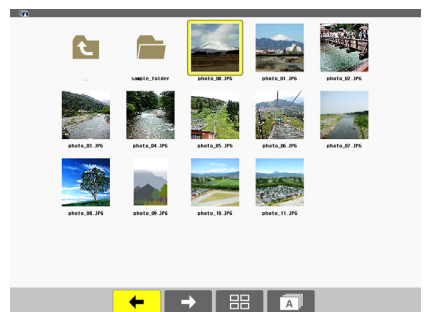 ..
sample_folder
photo_00.JPG
photo_01.JPG
photo_02.JPG
photo_03.JPG
photo_04.JPG
photo_05.JPG
photo_06.JPG
photo_07.JPG
photo_08.JPG
photo_09.JPG
photo_10.JPG
photo_11.JPG
A